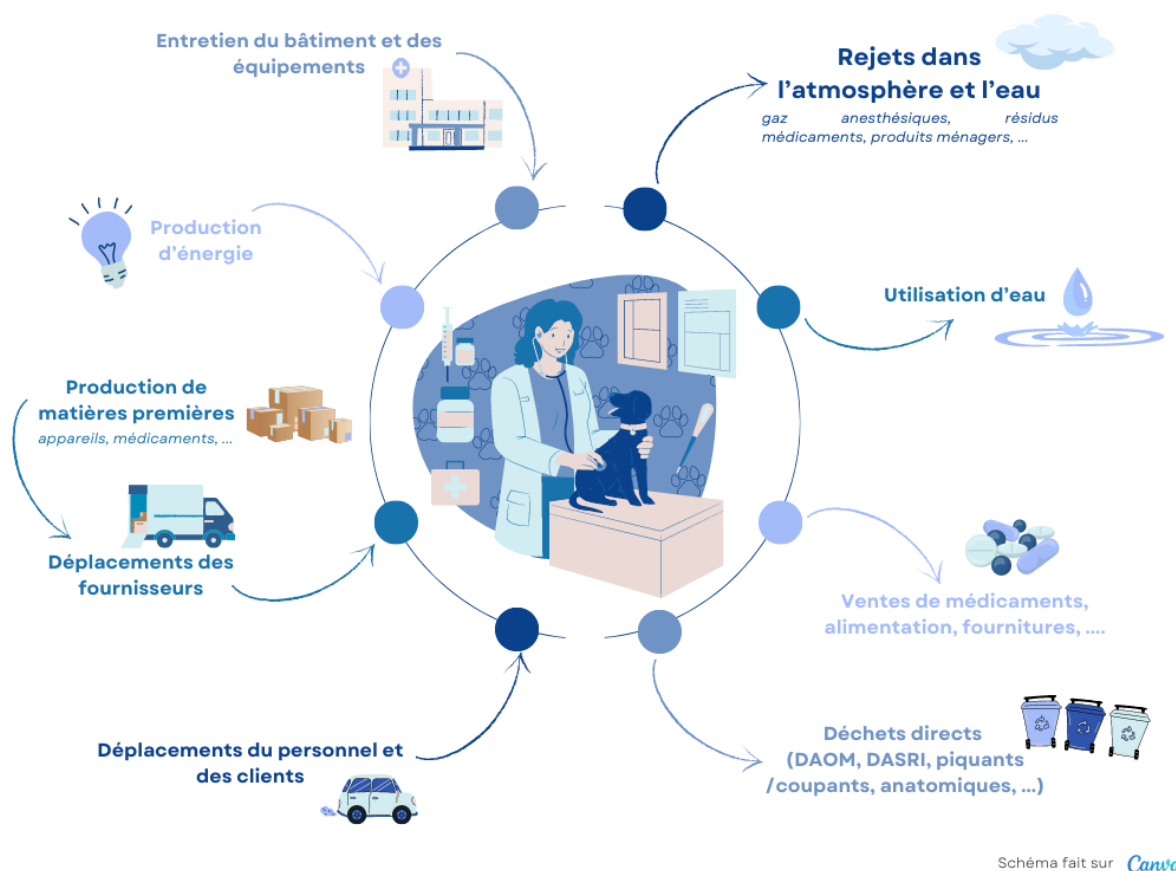 Entretien du bâtiment et des
équipements
Production
d'énergie
Production de
matières premières
appareils, médicaments, ...
Déplacements des
fournisseurs
Déplacements du personnel et
des clients
Rejets dans
l'atmosphère et l'eau
gaz anesthésiques, résidus
médicaments, produits ménagers, ...
Utilisation d'eau
Ventes de médicaments,
alimentation, fournitures, ....
Déchets directs
(DAOM, DASRI, piquants
/coupants, anatomiques, ...)
Schéma fait sur Canva